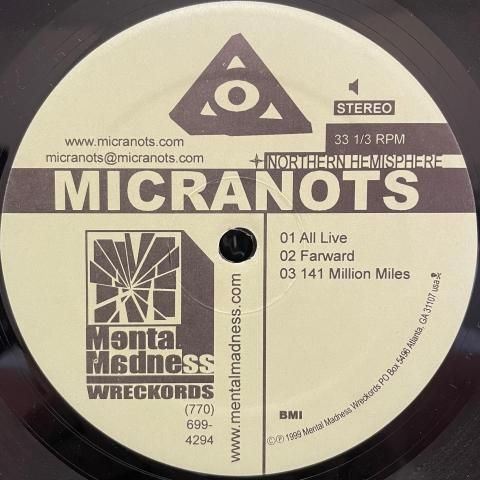 STEREO
www.micranots.com
33 1/3 RPM
micranots@micranots.com
NORTHERN HEMISPHERE
MICRANOTS
01 All Live
02 Farward
03 141 Million Miles
Mental
Madness
WRECKORDS
(770)
699-
4294
www.mentalmadness.com
BMI
©℗ 1999 Mental Madness Wreckords PO Box 5496 Atlanta, GA 31107 usa